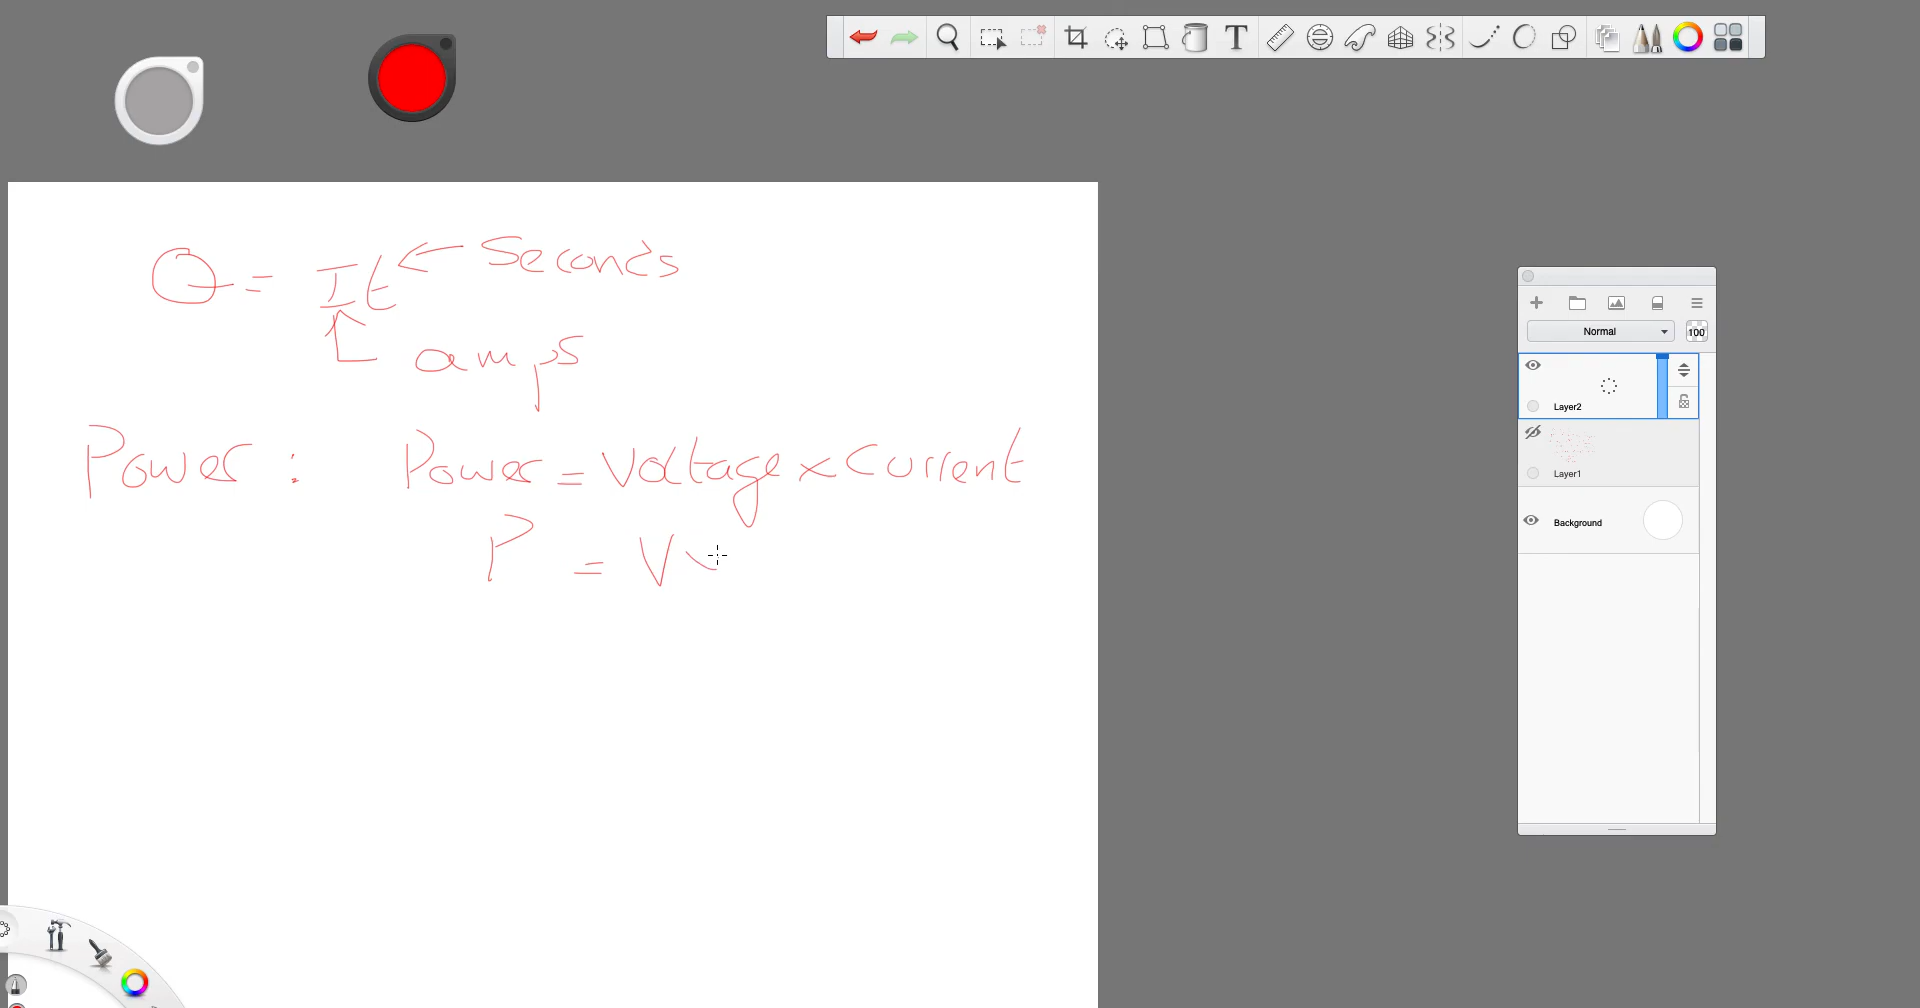 Q = It ← Seconds
amps
Power : Power = Voltage × Current
P = V
Normal 100
Layer2
Layer1
Background